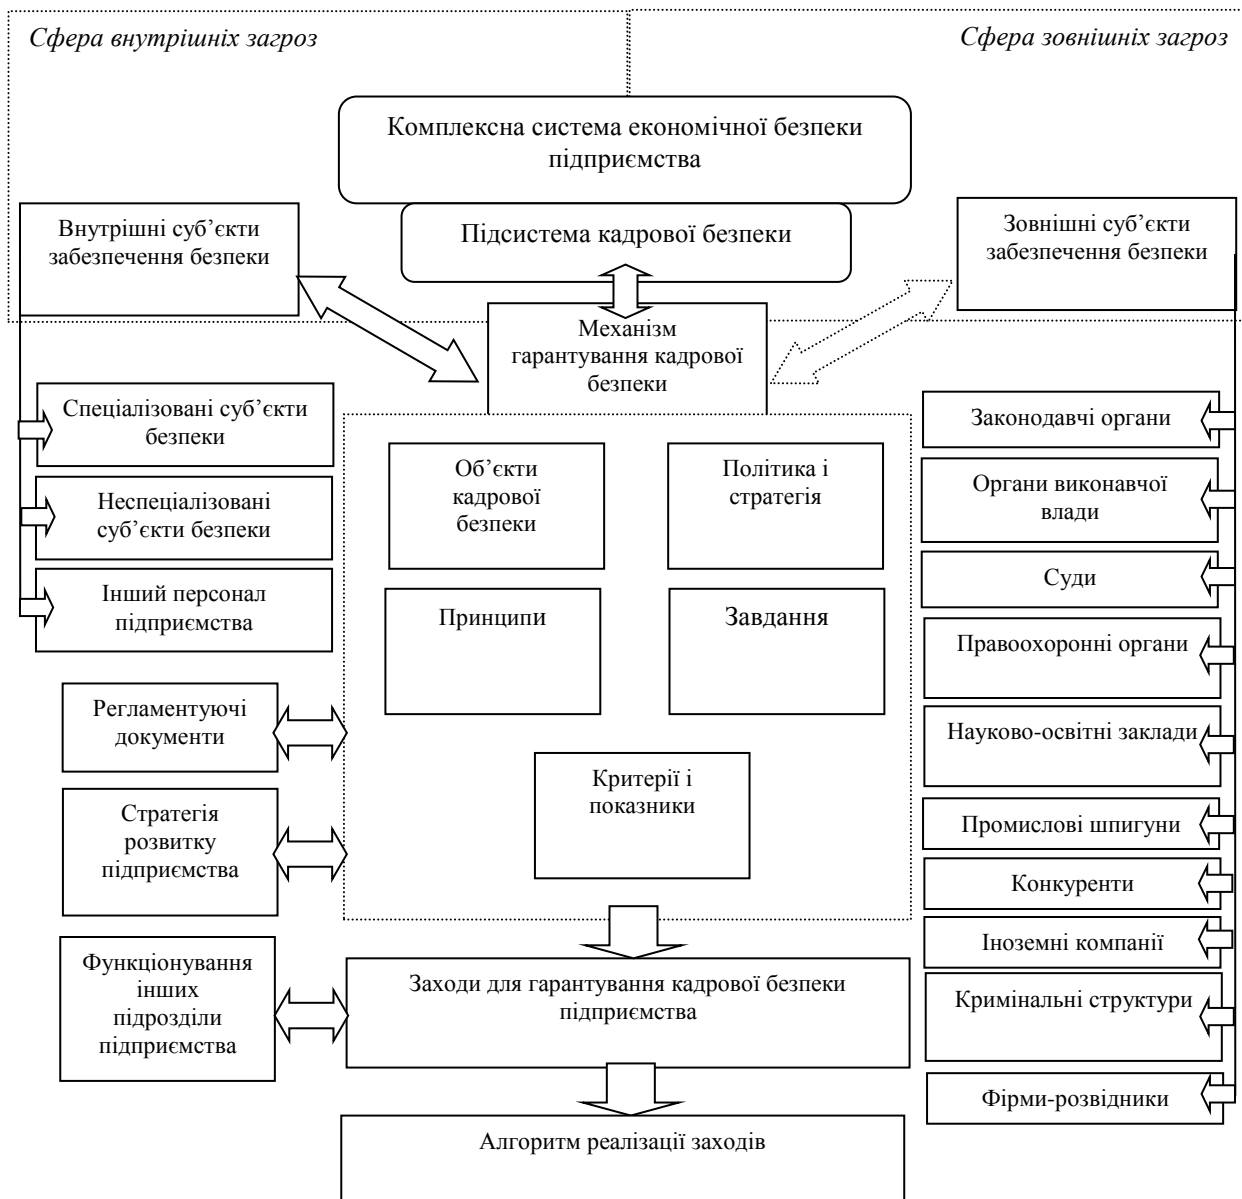 Сфера внутрішніх загроз
Сфера зовнішніх загроз
Комплексна система економічної безпеки
підприємства
Підсистема кадрової безпеки
Внутрішні суб’єкти
забезпечення безпеки
Зовнішні суб’єкти
забезпечення безпеки
Механізм
гарантування кадрової
безпеки
Спеціалізовані суб’єкти
безпеки
Неспеціалізовані
суб’єкти безпеки
Інший персонал
підприємства
Об’єкти
кадрової
безпеки
Політика і
стратегія
Принципи
Завдання
Критерії і
показники
Регламентуючі
документи
Стратегія
розвитку
підприємства
Функціонування
інших
підрозділи
підприємства
Заходи для гарантування кадрової безпеки
підприємства
Алгоритм реалізації заходів
Законодавчі органи
Органи виконавчої
влади
Суди
Правоохоронні органи
Науково-освітні заклади
Промислові шпигуни
Конкуренти
Іноземні компанії
Кримінальні структури
Фірми-розвідники